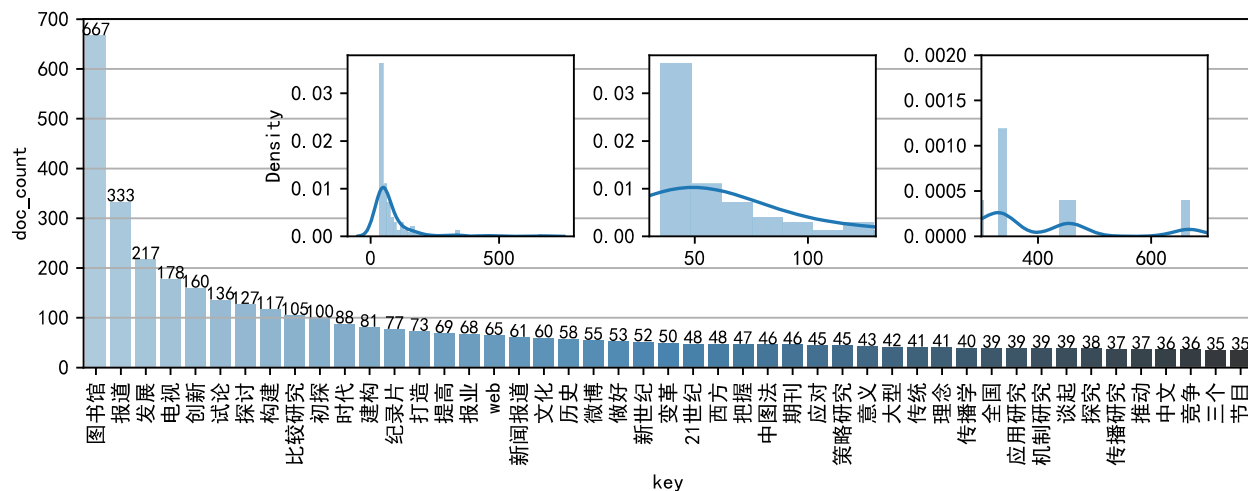 700
600
500
400
300
200
100
0
doc_count
667
333
217
178
160
136
127
117
105
100
88
81
77
73
69
68
65
61
60
58
55
53
52
50
48
48
47
46
46
45
45
43
42
41
41
40
39
39
39
39
38
37
37
36
36
35
35
Density
0.03
0.02
0.01
0.00
0
500
0.03
0.02
0.01
0.00
50
100
0.0020
0.0015
0.0010
0.0005
0.0000
400
600
图书馆
报道
发展
电视
创新
试论
探讨
构建
比较研究
初探
时代
建构
纪录片
打造
提高
报业
web
新闻报道
文化
历史
微博
做好
新世纪
变革
21世纪
西方
把握
中图法
期刊
应对
策略研究
意义
大型
传统
理念
传播学
全国
应用研究
机制研究
谈起
探究
传播研究
推动
中文
竞争
三个
节目
key